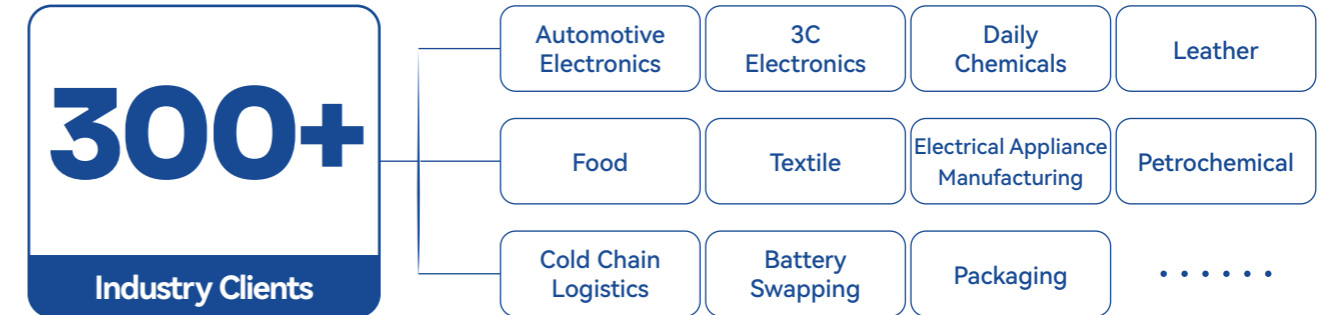 300+
Industry Clients
Automotive
Electronics
3C
Electronics
Daily
Chemicals
Leather
Food
Textile
Electrical Appliance
Manufacturing
Petrochemical
Cold Chain
Logistics
Battery
Swapping
Packaging
......